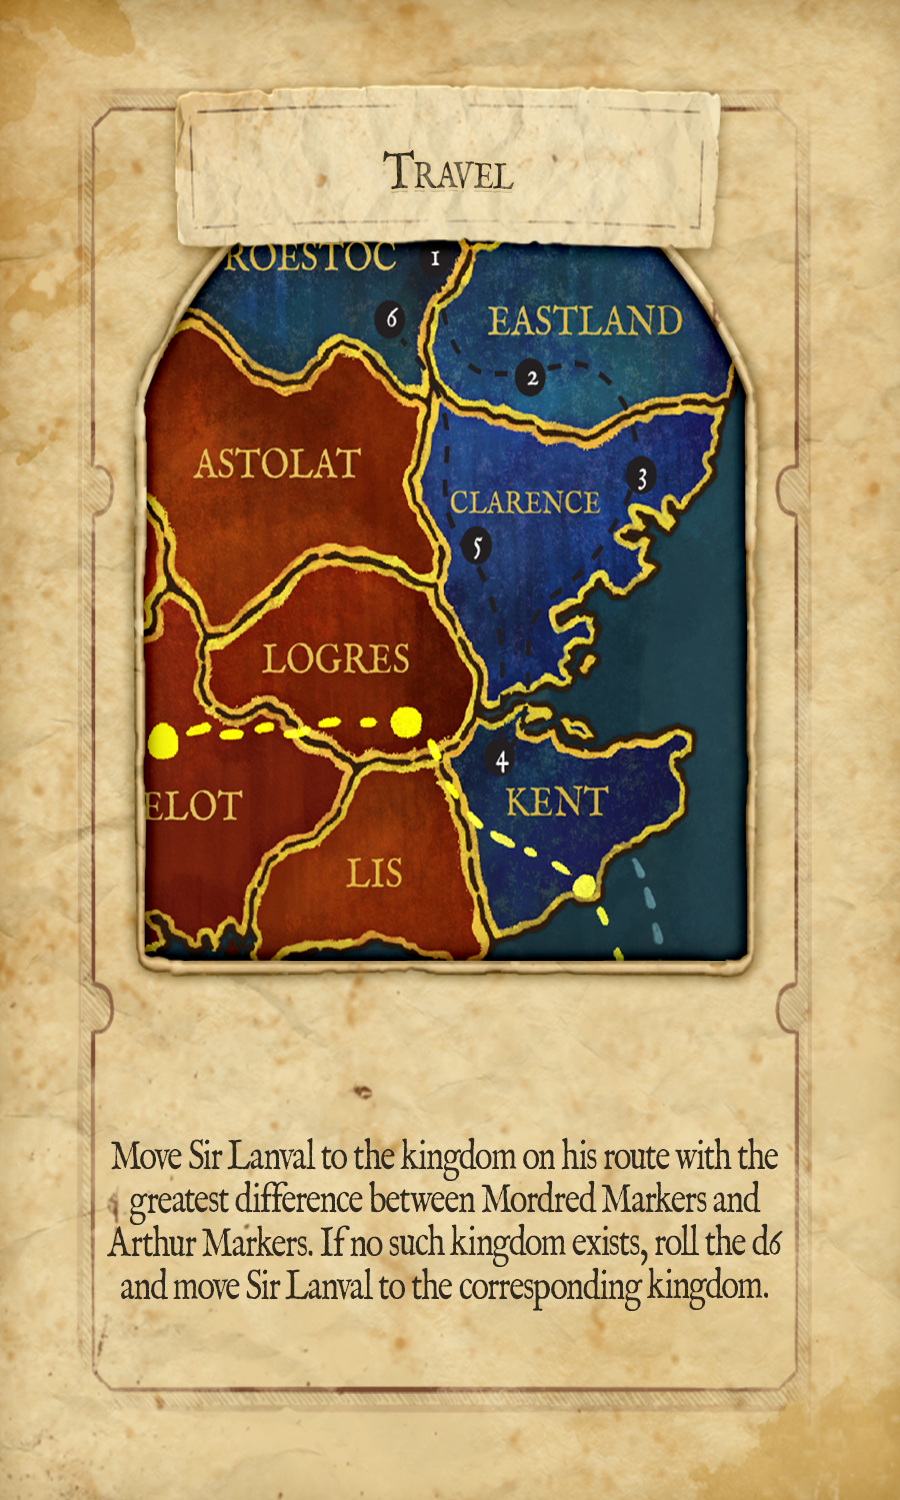 Travel
ROESTOC
1
6
EASTLAND
2
ASTOLAT
3
CLARENCE
5
LOGRES
4
ELOT
KENT
LIS
Move Sir Lanval to the kingdom on his route with the
greatest difference between Mordred Markers and
Arthur Markers. If no such kingdom exists, roll the d6
and move Sir Lanval to the corresponding kingdom.